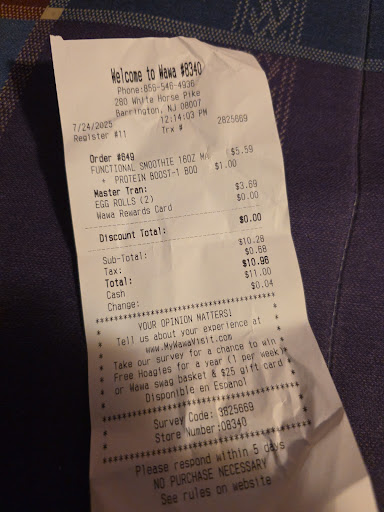 Welcome to Wawa #8340
Phone:856-546-4936
280 White Horse Pike
Barrington, NJ 08007
7/24/2025 12:14:03 PM
Register #11 Trx # 2825669
Order #849
FUNCTIONAL SMOOTHIE 16OZ MA $5.59
+ PROTEIN BOOST-1 BOO $1.00
Master Tran:
EGG ROLLS (2) $3.69
Wawa Rewards Card $0.00
Discount Total: $0.00
Sub-Total: $10.28
Tax: $0.68
Total: $10.96
Cash $11.00
Change: $0.04
YOUR OPINION MATTERS!
Tell us about your experience at
www.MyWawaVisit.com
Take our survey for a chance to win
Free Hoagies for a year (1 per week)
or Wawa swag basket & $25 gift card
Disponible en Espanol
Survey Code: 3825669
Store Number:08340
Please respond within 5 days
NO PURCHASE NECESSARY
See rules on website